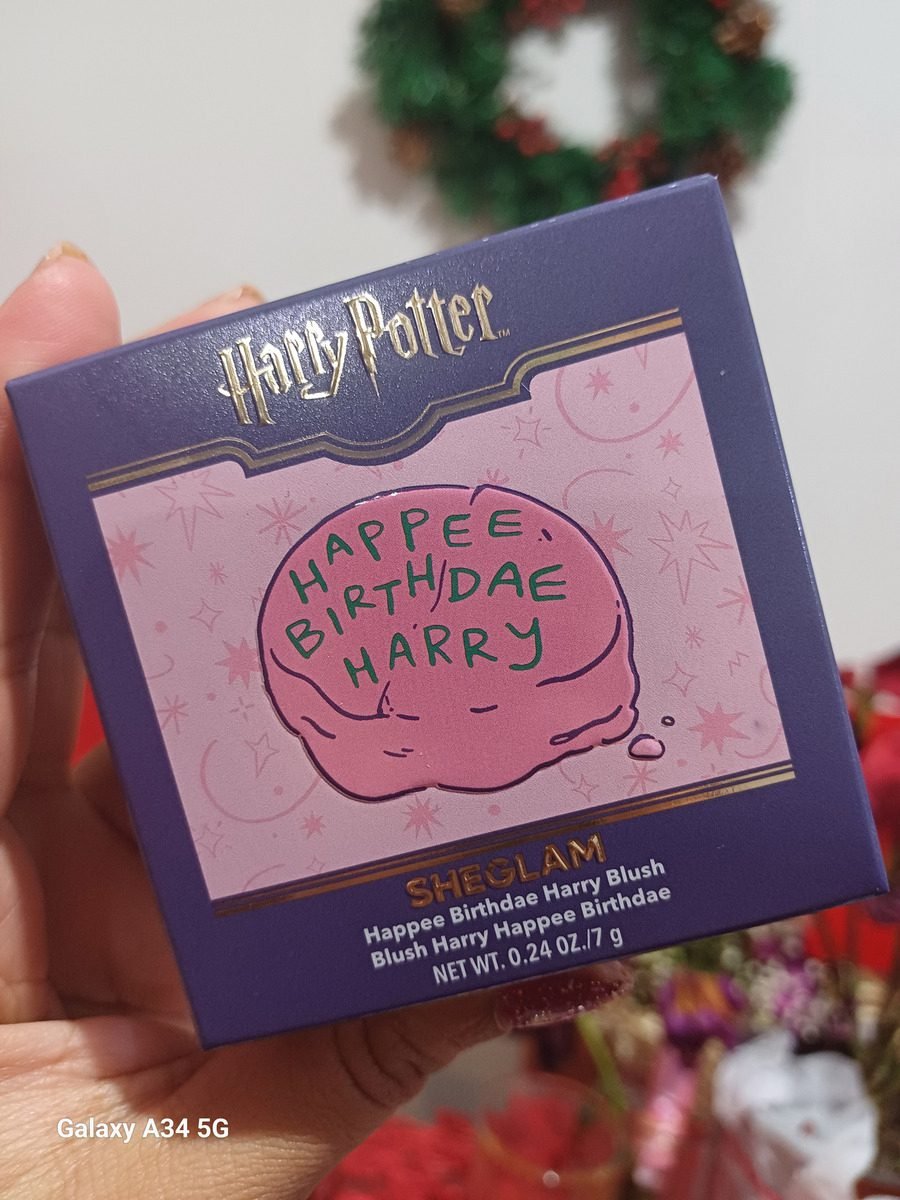 Harry Potter™
HAPPEE
BIRTHDAE
HARRY
SHEGLAM
Happee Birthdae Harry Blush
Blush Harry Happee Birthdae
NET WT. 0.24 OZ./7 g
Galaxy A34 5G